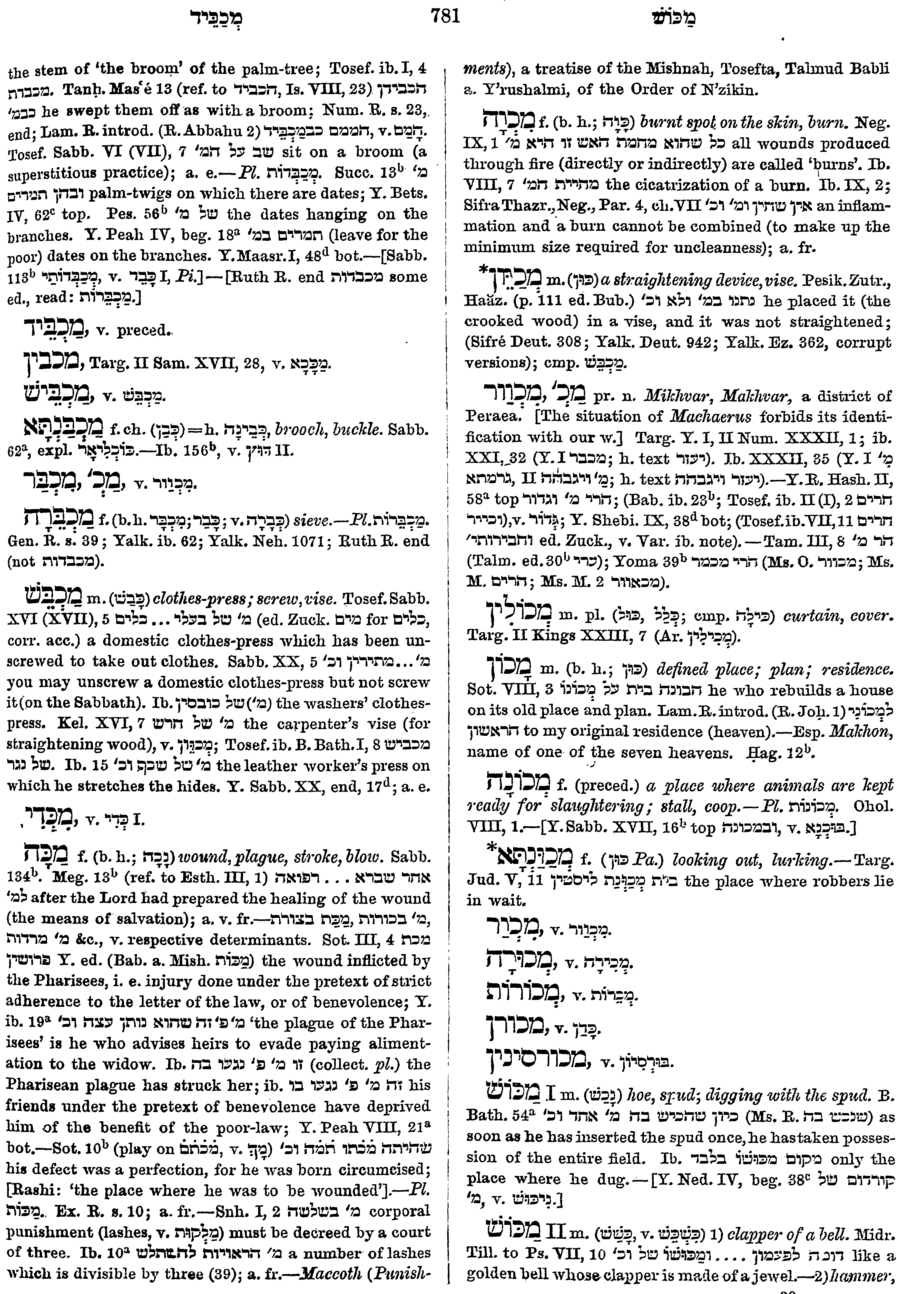 מְכַבֵּיד 781 מַכּוֹשׁ
the stem of ‘the broom’ of the palm-tree; Tosef. ib. I, 4
מכבדת. Tanḥ. Masʿé 13 (ref. to הכביד, Is. VIII, 23) הכבידן
כבמ׳ he swept them off as with a broom; Num. R. s. 23,
end; Lam. R. introd. (R. Abbahu 2) הממם כבמַכְבֵּיד, v. הָמַם.
Tosef. Sabb. VI (VII), 7 שב על המ׳ sit on a broom (a
superstitious practice); a. e.—Pl. מַכְבְּדוֹת. Succ. 13ᵇ מ׳
ובהן תמרים palm-twigs on which there are dates; Y. Bets.
IV, 62ᶜ top. Pes. 56ᵇ של מ׳ the dates hanging on the
branches. Y. Peah IV, beg. 18ᵃ תמרים במ׳ (leave for the
poor) dates on the branches. Y. Maasr. I, 48ᵈ bot.—[Sabb.
113ᵇ מְכַבְּדוֹתַי, v. כָּבֵד I, Pi.]—[Ruth R. end מכבדות some
ed., read: מַכְבֵּרוֹת.]
מַכְבֵּיד, v. preced.
מכבין, Targ. II Sam. XVII, 28, v. מַכָּכָא.
מַכְבֵּישׁ, v. מַכְבֵּשׁ.
מַכְבַּנְתָּא f. ch. (כְּבַן) = h. כְּבִינָה, brooch, buckle. Sabb.
62ᵃ, expl. כּוֹכְלִיאָר.—Ib. 156ᵇ, v. הוּץ II.
מִכְבַּר, מַכְ׳, v. מִכְוַור.
מַכְבֵּרָה f. (b. h. מִכְבָּר; כָּבַר; v. כְּבָרָה) sieve.—Pl. מַכְבֵּרוֹת.
Gen. R. s. 39; Yalk. ib. 62; Yalk. Neh. 1071; Ruth R. end
(not מכבדות).
מַכְבֵּשׁ m. (כָּבַשׁ) clothes-press; screw, vise. Tosef. Sabb.
XVI (XVII), 5 מ׳ של בעלי ... כלים (ed. Zuck. מים for כלים,
corr. acc.) a domestic clothes-press which has been un-
screwed to take out clothes. Sabb. XX, 5 מ׳...מתירין וכ׳
you may unscrew a domestic clothes-press but not screw
it (on the Sabbath). Ib. של כובסין (מ׳) the washers’ clothes-
press. Kel. XVI, 7 מ׳ של חרש the carpenter’s vise (for
straightening wood), v. מַכְוֵון; Tosef. ib. B. Bath. I, 8 מכביש
של נגר. Ib. 15 מ׳ של שכף וכ׳ the leather worker’s press on
which he stretches the hides. Y. Sabb. XX, end, 17ᵈ; a. e.
מִכְּדֵי, v. כְּדֵי I.
מַכָּה f. (b. h.; נָכָה) wound, plague, stroke, blow. Sabb.
134ᵇ. Meg. 13ᵇ (ref. to Esth. III, 1) אחר שברא ... רפואה
למ׳ after the Lord had prepared the healing of the wound
(the means of salvation); a. v. fr.—מ׳ בכורות, מַכַּת בצורת,
מ׳ מרדות &c., v. respective determinants. Sot. III, 4 מכת
פרושין Y. ed. (Bab. a. Mish. מַכּוֹת) the wound inflicted by
the Pharisees, i. e. injury done under the pretext of strict
adherence to the letter of the law, or of benevolence; Y.
ib. 19ᵃ מ׳ פ׳ זה שהוא נותן עצה וכ׳ ‘the plague of the Phar-
isees’ is he who advises heirs to evade paying aliment-
ation to the widow. Ib. זו מ׳ פ׳ נגעו בה (collect. pl.) the
Pharisean plague has struck her; ib. זה מ׳ פ׳ נגעו בו his
friends under the pretext of benevolence have deprived
him of the benefit of the poor-law; Y. Peah VIII, 21ᵃ
bot.—Sot. 10ᵇ (play on מִכְתָּם, v. מָךְ) שהיתה מכתו תמה וכ׳
his defect was a perfection, for he was born circumcised;
[Rashi: ‘the place where he was to be wounded’].—Pl.
מַכּוֹת. Ex. R. s. 10; a. fr.—Snh. I, 2 מ׳ בשלשה corporal
punishment (lashes, v. מַלְקוּת) must be decreed by a court
of three. Ib. 10ᵃ מ׳ הראויות להשתלש a number of lashes
which is divisible by three (39); a. fr.—Maccoth (Punish-
ments), a treatise of the Mishnah, Tosefta, Talmud Babli
a. Y’rushalmi, of the Order of N’zikin.
מִכְוָה f. (b. h.; כָּוָה) burnt spot on the skin, burn. Neg.
IX, 1 כל שהוא מחמת האש זו היא מ׳ all wounds produced
through fire (directly or indirectly) are called ‘burns’. Ib.
VIII, 7 מחיית המ׳ the cicatrization of a burn. Ib. IX, 2;
Sifra Thazr., Neg., Par. 4, ch. VII אין שחין ומ׳ וכ׳ an inflam-
mation and a burn cannot be combined (to make up the
minimum size required for uncleanness); a. fr.
*מַכְוֵון m. (כּוּן) a straightening device, vise. Pesik. Zutr.,
Haăz. (p. 111 ed. Bub.) נתנו במ׳ ולא וכ׳ he placed it (the
crooked wood) in a vise, and it was not straightened;
(Sifré Deut. 308; Yalk. Deut. 942; Yalk. Ez. 362, corrupt
versions); cmp. מַכְבֵּשׁ.
מִכְוַור, מַכְ׳ pr. n. Mikhvar, Makhvar, a district of
Peraea. [The situation of Machaerus forbids its identi-
fication with our w.] Targ. Y. I, II Num. XXXII, 1; ib.
XXI, 32 (Y. I מכבר; h. text יעזר). Ib. XXXII, 35 (Y. I מ׳
גרמתא, II מ׳ ויגבהה; h. text יעזר ויגבהה).—Y. R. Hash. II,
58ᵃ top הרי מ׳ וגדור; (Bab. ib. 23ᵇ; Tosef. ib. II (I), 2 הרים
וכייר), v. גְּדוֹר; Y. Shebi. IX, 38ᵈ bot; (Tosef. ib. VII, 11 הרים
וחבירותי׳ ed. Zuck., v. Var. ib. note).—Tam. III, 8 הר מ׳
(Talm. ed. 30ᵇ ערי); Yoma 39ᵇ הרי מכמר (Ms. O. מכוור; Ms.
M. הרים; Ms. M. 2 מכאוור).
מְכוֹלִין m. pl. (כּוּל, כְּלַל; cmp. כִּילָה) curtain, cover.
Targ. II Kings XXIII, 7 (Ar. מְכִילִין).
מָכוֹן m. (b. h.; כּוּן) defined place; plan; residence.
Sot. VIII, 3 הבונה בית על מְכוֹנוֹ he who rebuilds a house
on its old place and plan. Lam. R. introd. (R. Joḥ. 1) לִמְכוֹנִי
הראשון to my original residence (heaven).—Esp. Makhon,
name of one of the seven heavens. Ḥag. 12ᵇ.
מְכוֹנָה f. (preced.) a place where animals are kept
ready for slaughtering; stall, coop.—Pl. מְכוֹנוֹת. Ohol.
VIII, 1.—[Y. Sabb. XVII, 16ᵇ top ובמכונה, v. בּוּכְנָא.]
*מְכַוַּנְתָּא f. (כּוּן Pa.) looking out, lurking.—Targ.
Jud. V, 11 בית מְכַוְּנַת ליסטין the place where robbers lie
in wait.
מִכְוַר, v. מִכְוַור.
מְכוּרָה, v. מְכִירָה.
מְכוֹרוֹת, v. מְכֵרוֹת.
מכורן, v. כַּדָּן.
מכורסינין, v. בּוּרְסִיּוֹן.
מַכּוֹשׁ I m. (נָכַשׁ) hoe, spud; digging with the spud. B.
Bath. 54ᵃ כיון שהכיש בה מ׳ אחד וכ׳ (Ms. R. שנכש בה) as
soon as he has inserted the spud once, he has taken posses-
sion of the entire field. Ib. מקום מכּוֹשׁוֹ בלבד only the
place where he dug.—[Y. Ned. IV, beg. 38ᶜ קורדום של
מ׳, v. נִיכּוּשׁ.]
מַכּוֹשׁ II m. (כָּשַׁשׁ, v. כִּשְׁכֵּשׁ) 1) clapper of a bell. Midr.
Till. to Ps. VII, 10 דומה לפעמון .... ומַכּוֹשׁוֹ של וכ׳ like a
golden bell whose clapper is made of a jewel.—2) hammer,